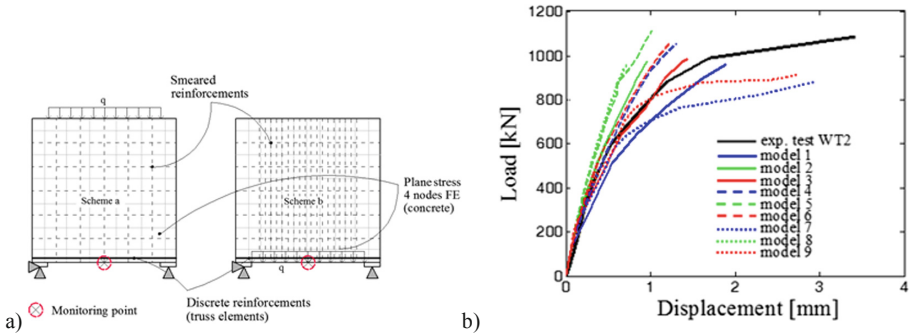 q
Smeared
reinforcements
Scheme a
Scheme b
Plane stress
4 nodes FE
(concrete)
q
Monitoring point
Discrete reinforcements
(truss elements)
a)
1200
1000
800
600
400
200
0
Load [kN]
exp. test WT2
model 1
model 2
model 3
model 4
model 5
model 6
model 7
model 8
model 9
0
1
2
3
4
Displacement [mm]
b)